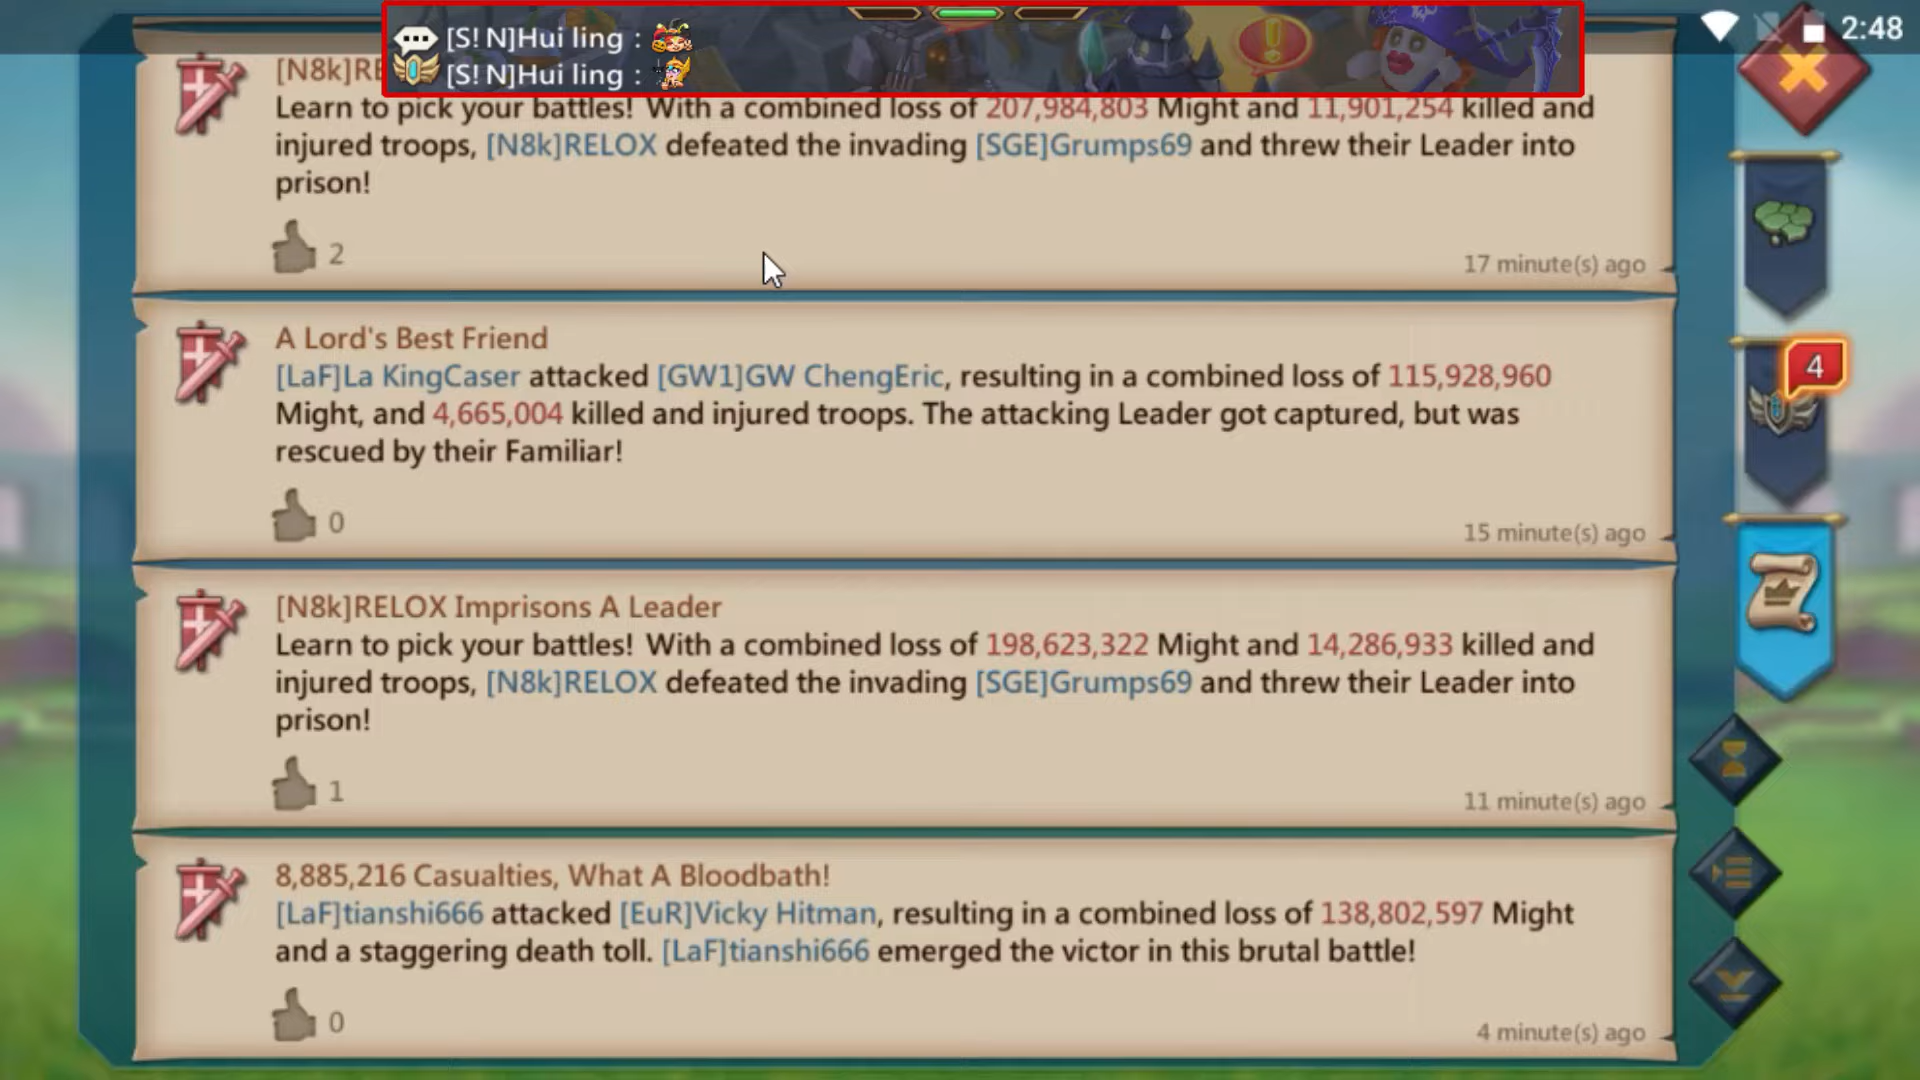 [S! N]Hui ling :
[S! N]Hui ling :
2:48
[N8k]RE
Learn to pick your battles! With a combined loss of 207,984,803 Might and 11,901,254 killed and
injured troops, [N8k]RELOX defeated the invading [SGE]Grumps69 and threw their Leader into
prison!
2
17 minute(s) ago
A Lord's Best Friend
[LaF]La KingCaser attacked [GW1]GW ChengEric, resulting in a combined loss of 115,928,960
Might, and 4,665,004 killed and injured troops. The attacking Leader got captured, but was
rescued by their Familiar!
0
15 minute(s) ago
4
[N8k]RELOX Imprisons A Leader
Learn to pick your battles! With a combined loss of 198,623,322 Might and 14,286,933 killed and
injured troops, [N8k]RELOX defeated the invading [SGE]Grumps69 and threw their Leader into
prison!
1
11 minute(s) ago
8,885,216 Casualties, What A Bloodbath!
[LaF]tianshi666 attacked [EuR]Vicky Hitman, resulting in a combined loss of 138,802,597 Might
and a staggering death toll. [LaF]tianshi666 emerged the victor in this brutal battle!
0
4 minute(s) ago